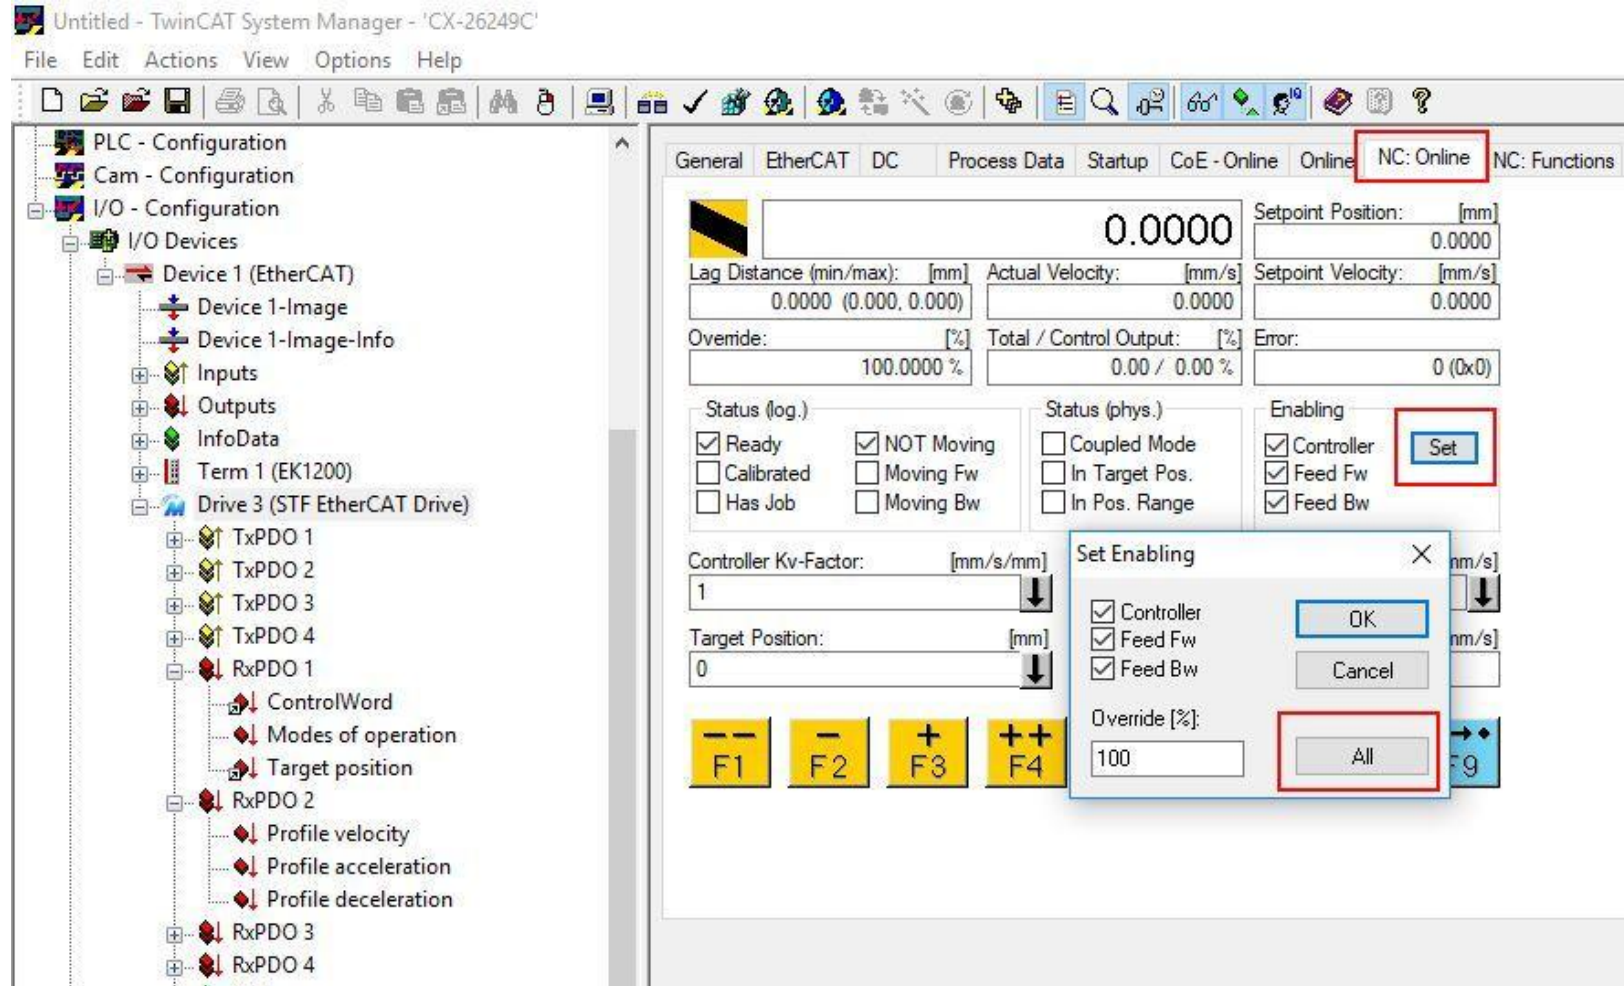 Untitled - TwinCAT System Manager - 'CX-26249C'
File Edit Actions View Options Help
PLC - Configuration
Cam - Configuration
I/O - Configuration
I/O Devices
Device 1 (EtherCAT)
Device 1-Image
Device 1-Image-Info
Inputs
Outputs
InfoData
Term 1 (EK1200)
Drive 3 (STF EtherCAT Drive)
TxPDO 1
TxPDO 2
TxPDO 3
TxPDO 4
RxPDO 1
ControlWord
Modes of operation
Target position
RxPDO 2
Profile velocity
Profile acceleration
Profile deceleration
RxPDO 3
RxPDO 4
General EtherCAT DC Process Data Startup CoE - Online Online NC: Online NC: Functions
0.0000
Setpoint Position: [mm]
0.0000
Lag Distance (min/max): [mm] Actual Velocity: [mm/s] Setpoint Velocity: [mm/s]
0.0000 (0.000, 0.000) 0.0000 0.0000
Override: [%] Total / Control Output: [%] Error:
100.0000 % 0.00 / 0.00 % 0 (0x0)
Status (log.) Status (phys.) Enabling
Ready NOT Moving Coupled Mode Controller Set
Calibrated Moving Fw In Target Pos. Feed Fw
Has Job Moving Bw In Pos. Range Feed Bw
Controller Kv-Factor: [mm/s/mm] mm/s]
1
Target Position: [mm] mm/s]
0
-- - + ++
F1 F2 F3 F4 F9
Set Enabling
Controller OK
Feed Fw
Feed Bw Cancel
Override [%]:
100 All